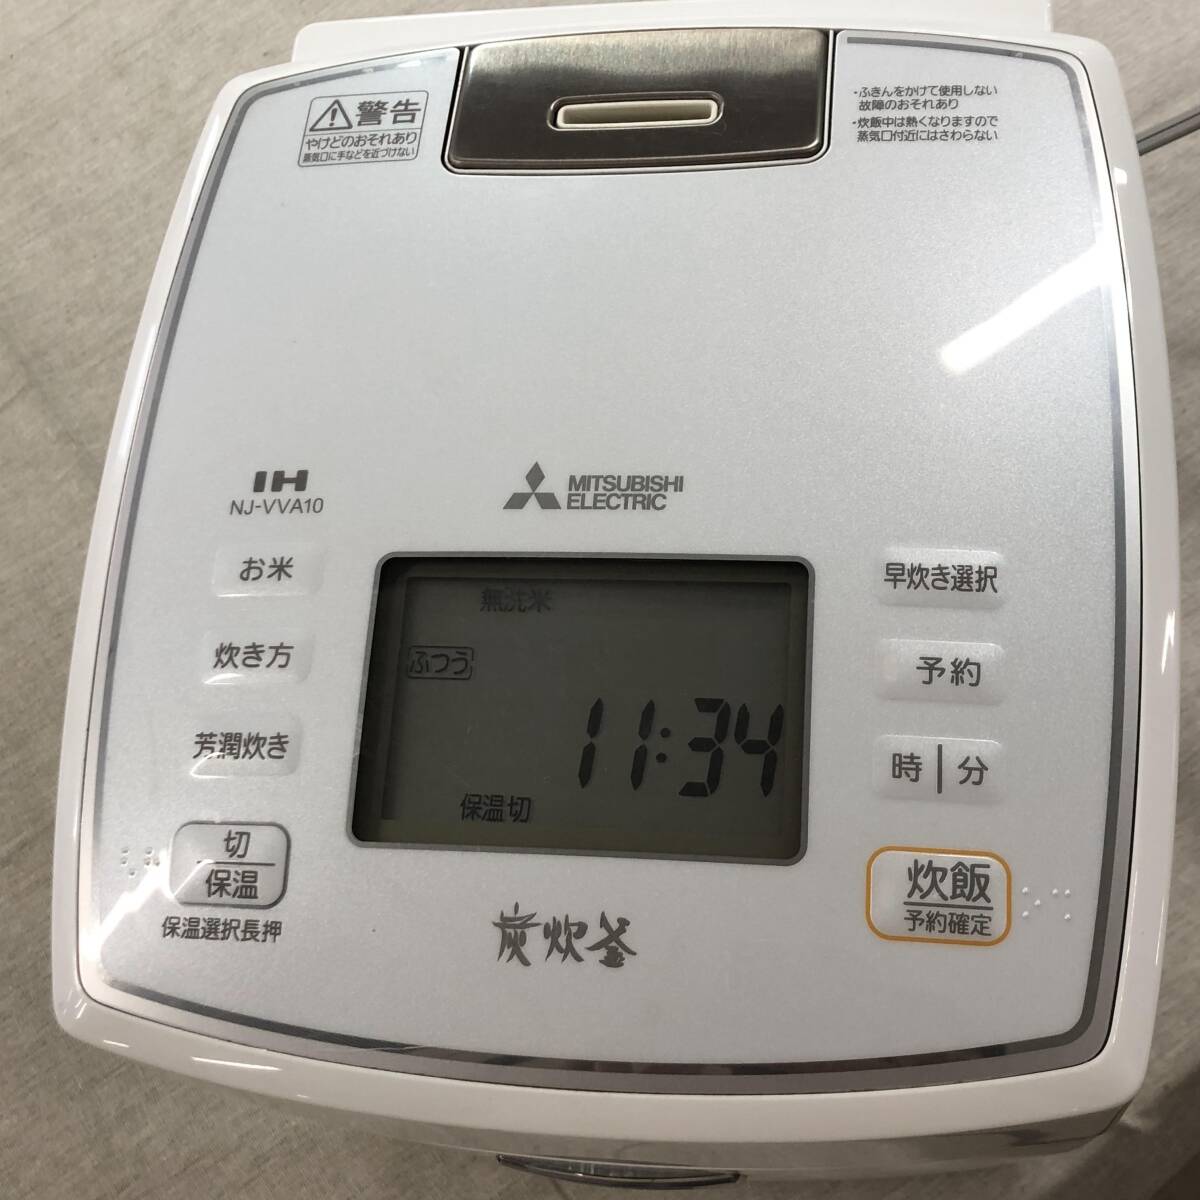 警告
やけどのおそれあり
蒸気口に手などを近づけない
・ふきんをかけて使用しない
故障のおそれあり
・炊飯中は熱くなりますので
蒸気口付近にはさわらない
IH
NJ-VVA10
MITSUBISHI
ELECTRIC
お米
炊き方
芳潤炊き
切
保温
保温選択長押
無洗米
ふつう
11:34
保温切
早炊き選択
予約
時|分
炊飯
予約確定
炭炊釜